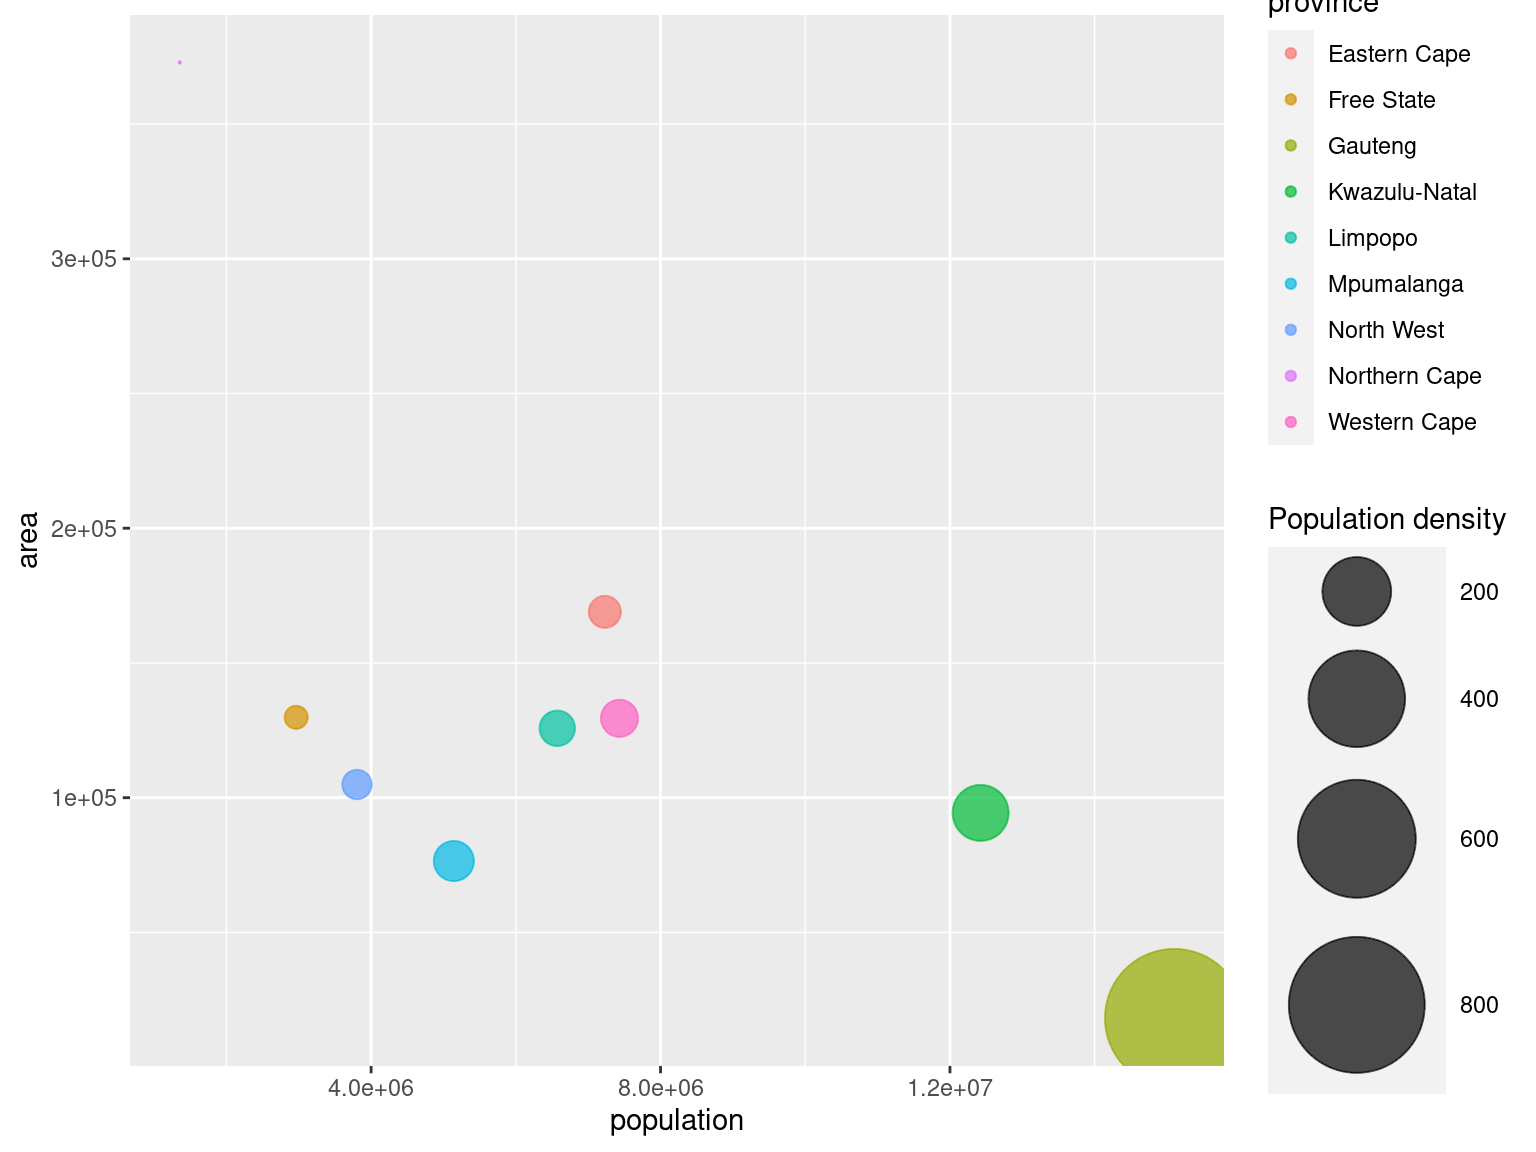 province
Eastern Cape
Free State
Gauteng
Kwazulu-Natal
Limpopo
Mpumalanga
North West
Northern Cape
Western Cape
Population density
200
400
600
800
3e+05
2e+05
1e+05
area
4.0e+06 8.0e+06 1.2e+07
population